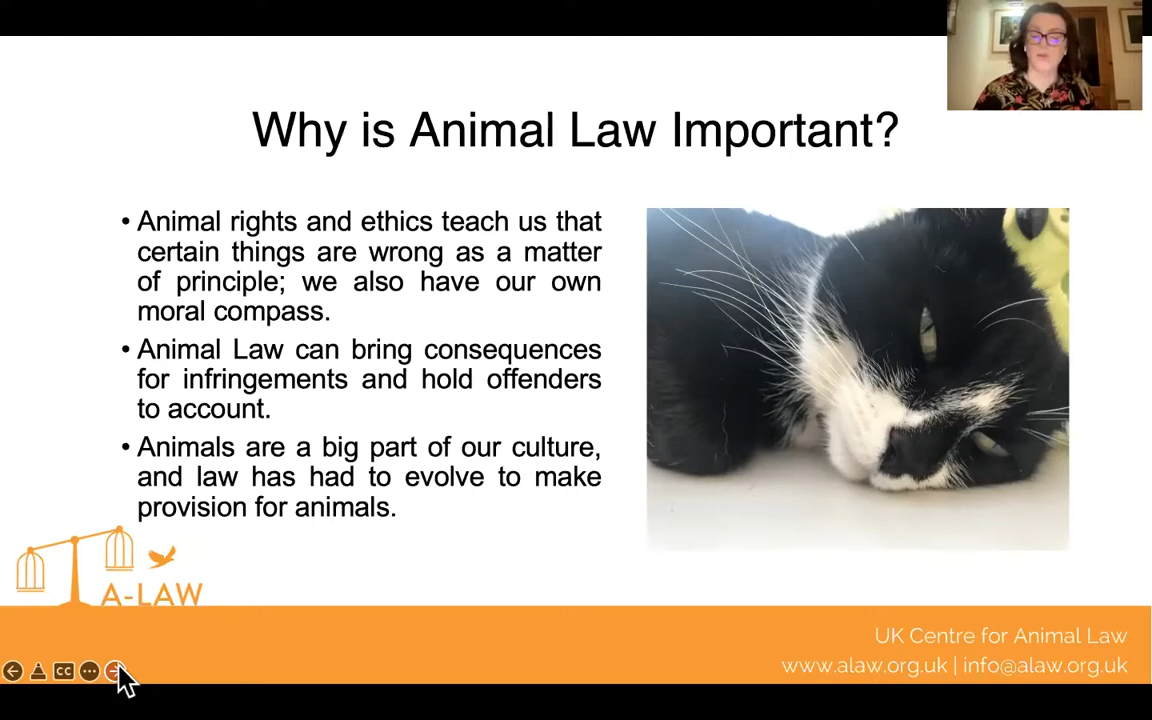 Why is Animal Law Important?
• Animal rights and ethics teach us that
certain things are wrong as a matter
of principle; we also have our own
moral compass.
• Animal Law can bring consequences
for infringements and hold offenders
to account.
• Animals are a big part of our culture,
and law has had to evolve to make
provision for animals.
A-LAW
UK Centre for Animal Law
www.alaw.org.uk | info@alaw.org.uk
CC